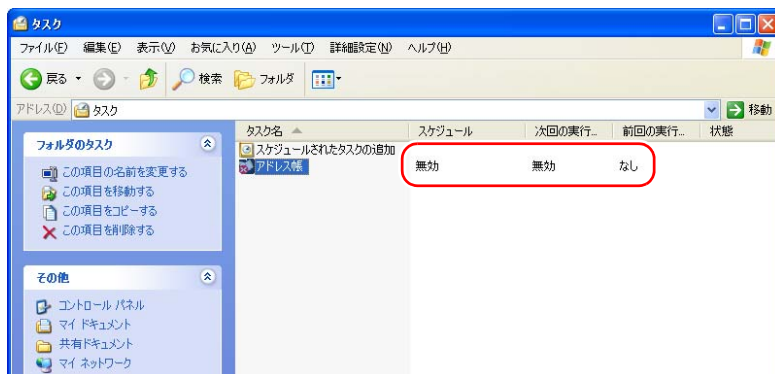 タスク
ファイル(F) 編集(E) 表示(V) お気に入り(A) ツール(T) 詳細設定(N) ヘルプ(H)
戻る 検索 フォルダ
アドレス(D) タスク 移動
タスク名 スケジュール 次回の実行... 前回の実行... 状態
スケジュールされたタスクの追加
アドレス帳 無効 無効 なし
フォルダのタスク
この項目の名前を変更する
この項目を移動する
この項目をコピーする
この項目を削除する
その他
コントロール パネル
マイ ドキュメント
共有ドキュメント
マイ ネットワーク